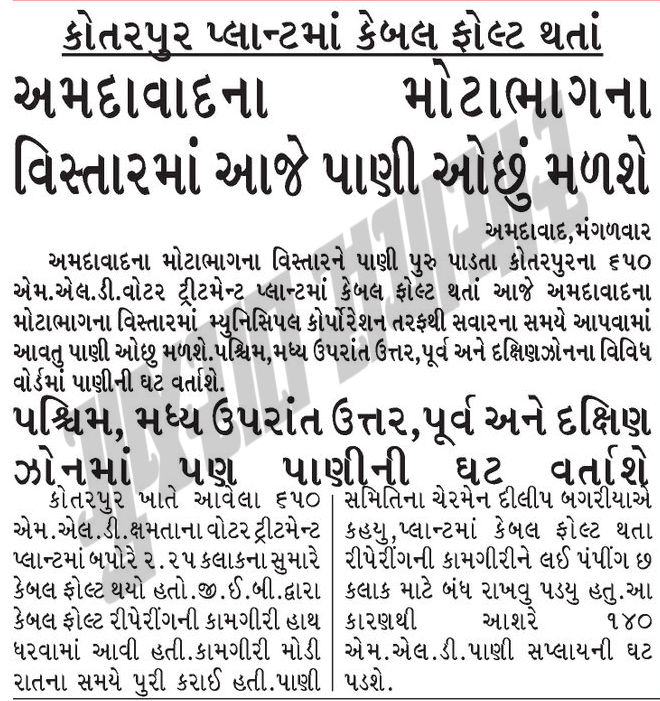 કોતરપુર પ્લાન્ટમાં કેબલ ફોલ્ટ થતાં
અમદાવાદના મોટાભાગના
વિસ્તારમાં આજે પાણી ઓછું મળશે
અમદાવાદ,મંગળવાર
અમદાવાદના મોટાભાગના વિસ્તારને પાણી પુરુ પાડતા કોતરપુરના ૬૫૦
એમ.એલ.ડી.વોટર ટ્રીટમેન્ટ પ્લાન્ટમાં કેબલ ફોલ્ટ થતાં આજે અમદાવાદના
મોટાભાગના વિસ્તારમાં મ્યુનિસિપલ કોર્પોરેશન તરફથી સવારના સમયે આપવામાં
આવતુ પાણી ઓછુ મળશે.પશ્ચિમ,મધ્ય ઉપરાંત ઉત્તર,પૂર્વ અને દક્ષિણઝોનના વિવિધ
વોર્ડમાં પાણીની ઘટ વર્તાશે.
પશ્ચિમ, મધ્ય ઉપરાંત ઉત્તર,પૂર્વ અને દક્ષિણ
ઝોનમાં પણ પાણીની ઘટ વર્તાશે
કોતરપુર ખાતે આવેલા ૬૫૦
એમ.એલ.ડી.ક્ષમતાના વોટર ટ્રીટમેન્ટ
પ્લાન્ટમાં બપોરે ૨.૨૫ કલાકના સુમારે
કેબલ ફોલ્ટ થયો હતો.જી.ઈ.બી.દ્વારા
કેબલ ફોલ્ટ રીપેરીંગની કામગીરી હાથ
ધરવામાં આવી હતી.કામગીરી મોડી
રાતના સમયે પુરી કરાઈ હતી.પાણી
સમિતિના ચેરમેન દીલીપ બગરીયાએ
કહયુ,પ્લાન્ટમાં કેબલ ફોલ્ટ થતા
રીપેરીંગની કામગીરીને લઈ પંપીંગ છ
કલાક માટે બંધ રાખવુ પડયુ હતુ.આ
કારણથી આશરે ૧૪૦
એમ.એલ.ડી.પાણી સપ્લાયની ઘટ
પડશે.
ગુજરાત સમાચાર